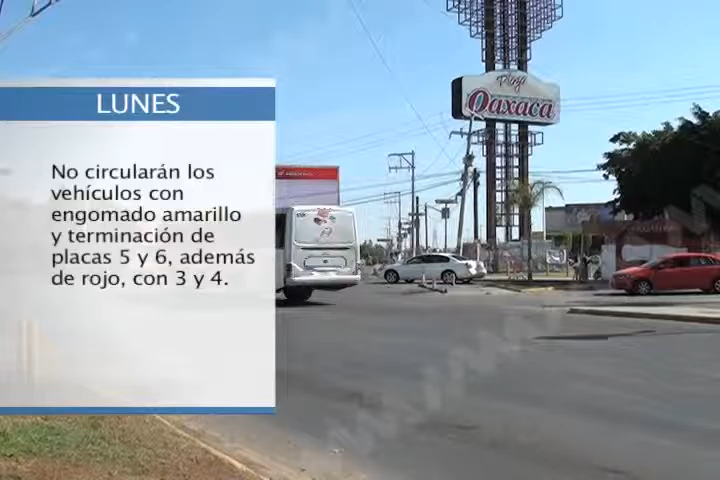 LUNES
No circularán los
vehículos con
engomado amarillo
y terminación de
placas 5 y 6, además
de rojo, con 3 y 4.
Plaza
Oaxaca